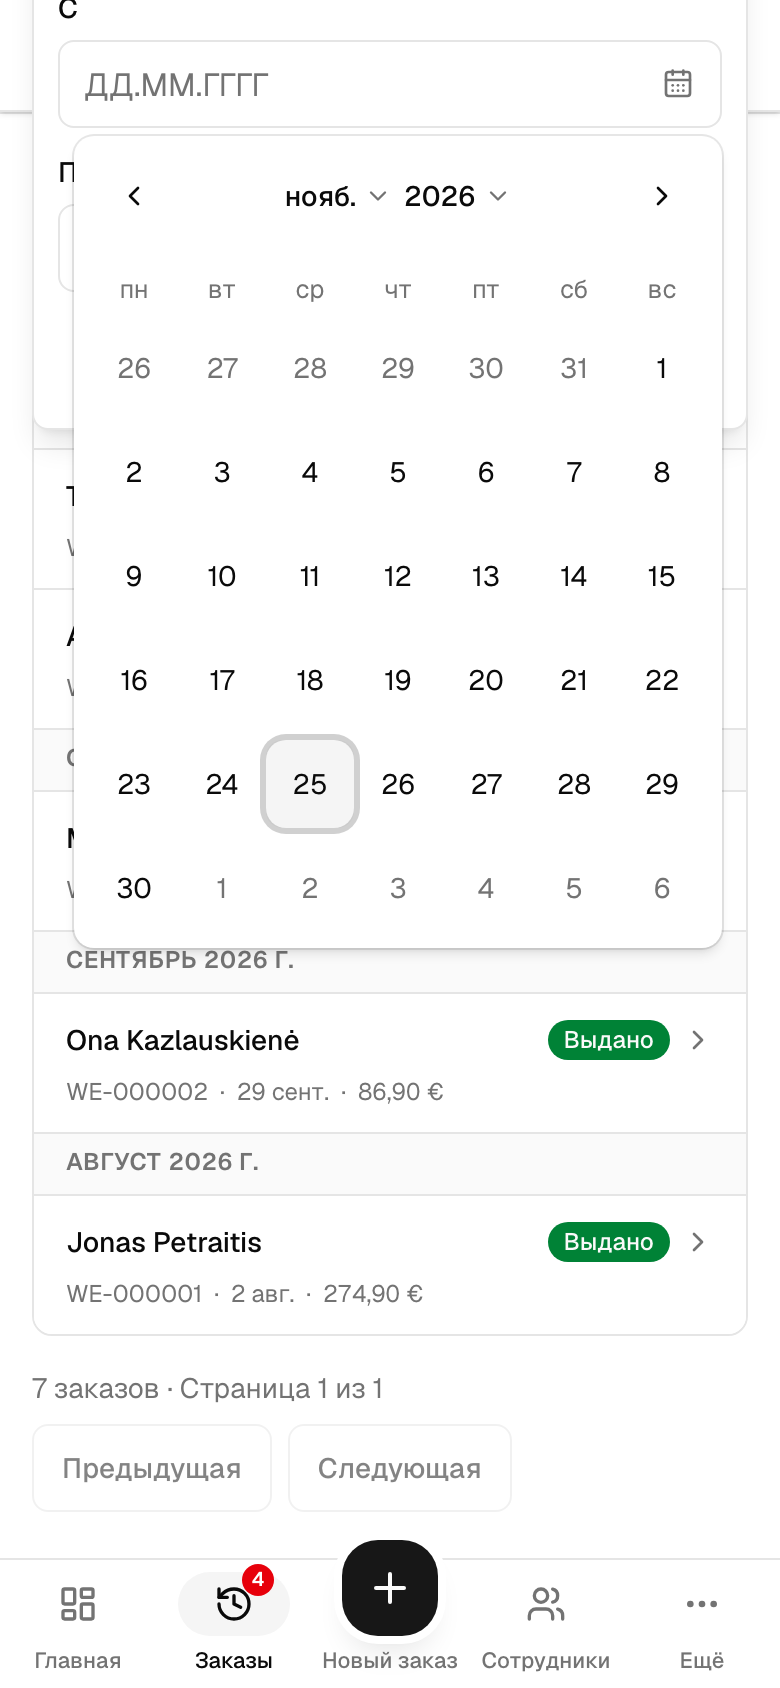 С
ДД.ММ.ГГГГ
нояб. 2026
пн вт ср чт пт сб вс
26 27 28 29 30 31 1
2 3 4 5 6 7 8
9 10 11 12 13 14 15
16 17 18 19 20 21 22
23 24 25 26 27 28 29
30 1 2 3 4 5 6
СЕНТЯБРЬ 2026 Г.
Ona Kazlauskienė Выдано
WE-000002 · 29 сент. · 86,90 €
АВГУСТ 2026 Г.
Jonas Petraitis Выдано
WE-000001 · 2 авг. · 274,90 €
7 заказов · Страница 1 из 1
Предыдущая Следующая
4
Главная Заказы Новый заказ Сотрудники Ещё